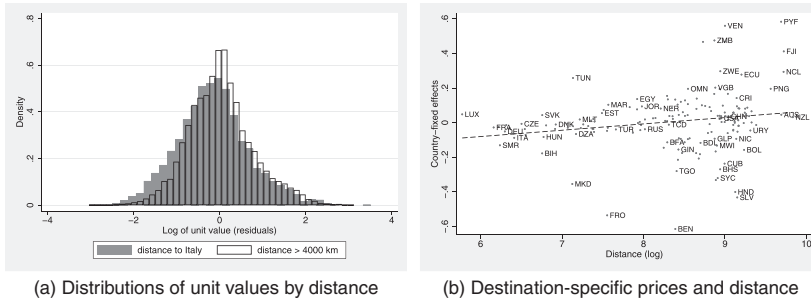 .8
.6
.4
.2
0
Density
−4
−2
0
2
4
Log of unit value (residuals)
distance to Italy
distance > 4000 km
(a) Distributions of unit values by distance
.6
.4
.2
0
−.2
−.4
−.6
Country−fixed effects
PYF
VEN
ZMB
FJI
TUN
ZWE
ECU
NCL
OMN
VGB
PNG
EGY
CRI
MAR
JOR
NER
LUX
SVK
EST
AUS
NZL
CZE
DNK
MLT
FRA
DEU
TUR
RUS
TCD
URY
ITA
HUN
DZA
SMR
BFA
BDI
GLP
NIC
MWI
BIH
GIN
BOL
CUB
TGO
BHS
SYC
MKD
HND
SLV
FRO
BEN
6
7
8
9
10
Distance (log)
(b) Destination-specific prices and distance